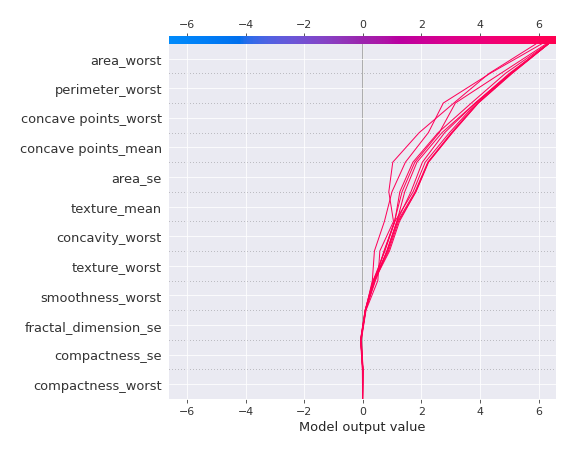 −6 −4 −2 0 2 4 6
area_worst
perimeter_worst
concave points_worst
concave points_mean
area_se
texture_mean
concavity_worst
texture_worst
smoothness_worst
fractal_dimension_se
compactness_se
compactness_worst
−6 −4 −2 0 2 4 6
Model output value